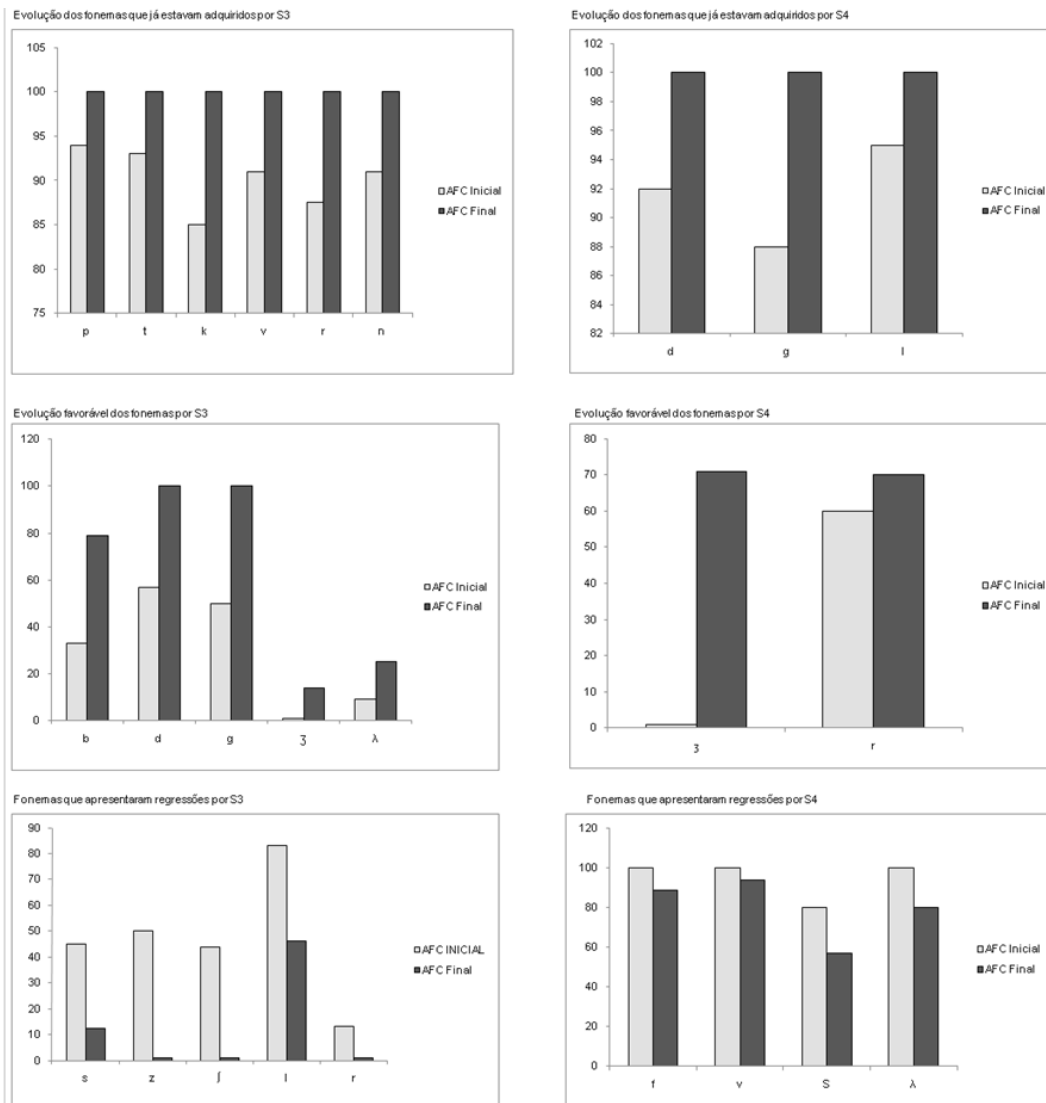 Evolução dos fonemas que já estavam adquiridos por S3
105
100
95
90
85
80
75
p t k v r n
AFC Inicial
AFC Final
Evolução dos fonemas que já estavam adquiridos por S4
102
100
98
96
94
92
90
88
86
84
82
d g l
AFC Inicial
AFC Final
Evolução favorável dos fonemas por S3
120
100
80
60
40
20
0
b d g ʒ λ
AFC Inicial
AFC Final
Evolução favorável dos fonemas por S4
80
70
60
50
40
30
20
10
0
ʒ r
AFC Inicial
AFC Final
Fonemas que apresentaram regressões por S3
90
80
70
60
50
40
30
20
10
0
s z ʃ l r
AFC INICIAL
AFC Final
Fonemas que apresentaram regressões por S4
120
100
80
60
40
20
0
f v S λ
AFC Inicial
AFC Final